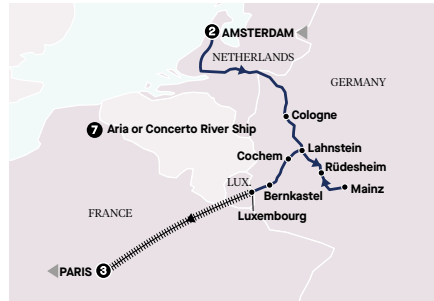 2 AMSTERDAM
NETHERLANDS
GERMANY
Cologne
7 Aria or Concerto River Ship
Lahnstein
Cochem
Rüdesheim
LUX.
Mainz
Bernkastel
FRANCE
Luxembourg
PARIS 3